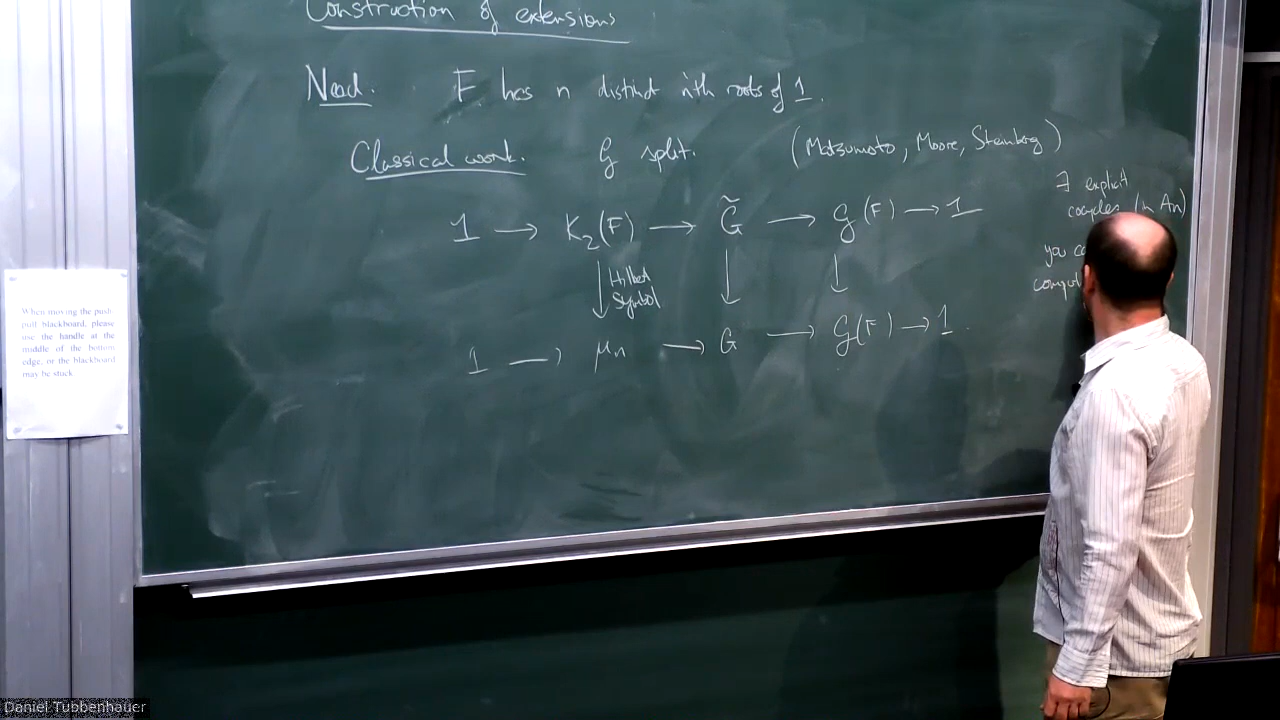 Construction of extensions
Need. F has n distinct nth roots of 1.
Classical work. G split. (Matsumoto, Moore, Steinberg)
∃ explicit
cocycles (in An)
you
comput
1 → K₂(F) → G̃ → G(F) → 1
↓ Hilbert Symbol ↓ ↓
1 → μn → G → G(F) → 1.
When moving the push
pull blackboard, please
use the handle at the
middle of the bottom
edge, or the blackboard
may be stuck.
Daniel Tubbenhauer